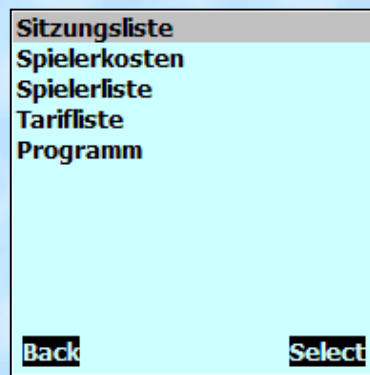 Sitzungsliste
Spielerkosten
Spielerliste
Tarifliste
Programm
Back Select